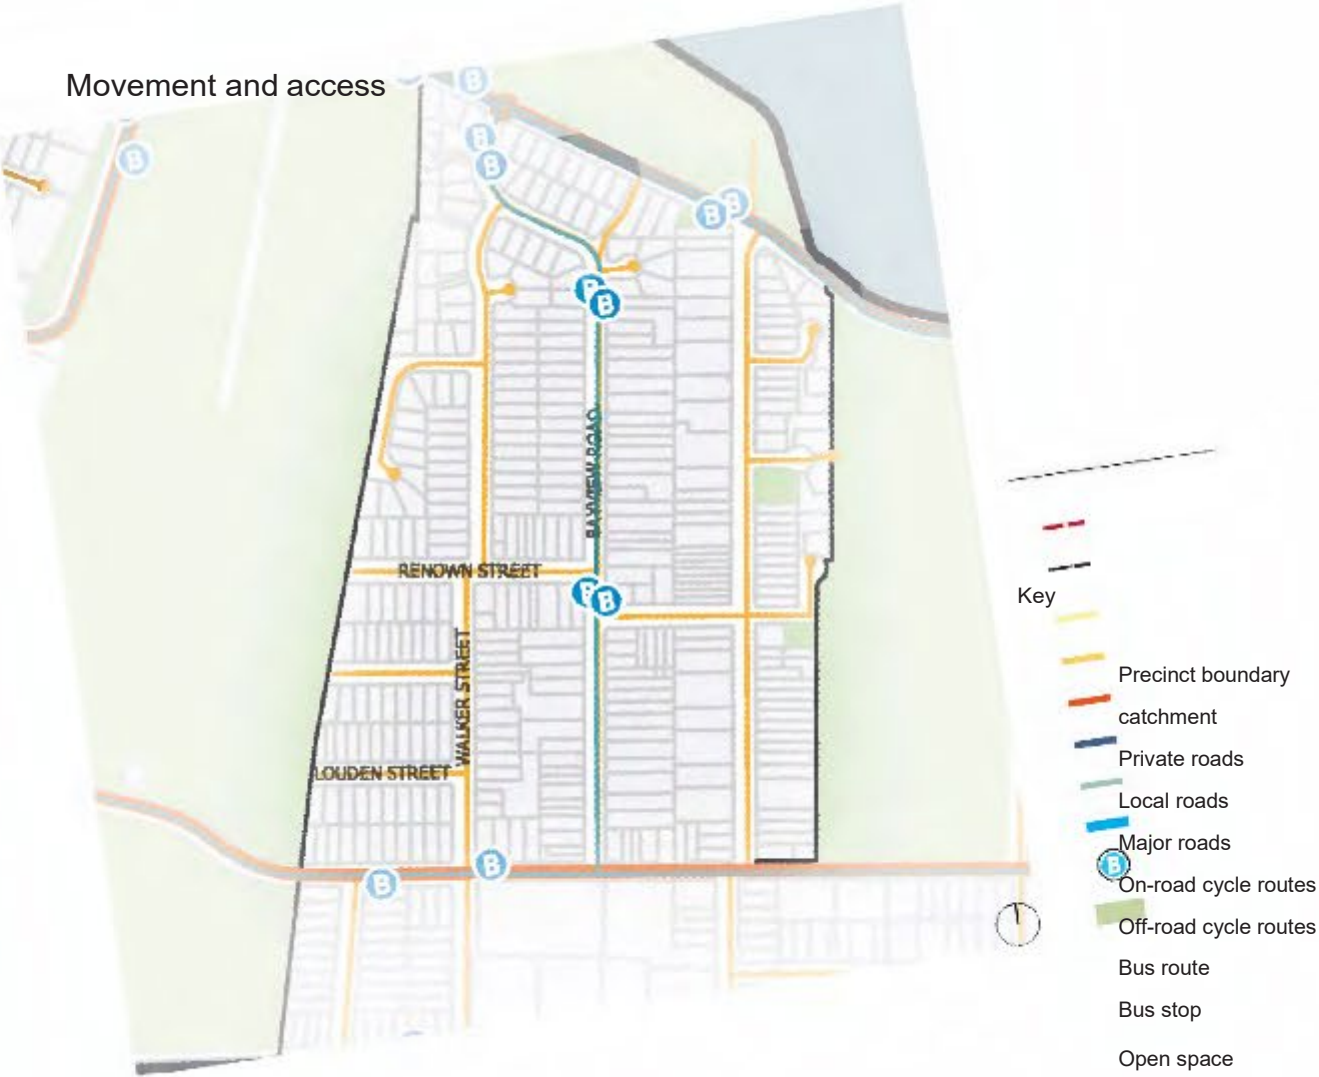 Movement and access
B
B
B
B
B
B
B
BAYVIEW ROAD
RENOWN STREET
B
WALKER STREET
LOUDEN STREET
B
B
Key
Precinct boundary
catchment
Private roads
Local roads
Major roads
B
On-road cycle routes
Off-road cycle routes
Bus route
Bus stop
Open space